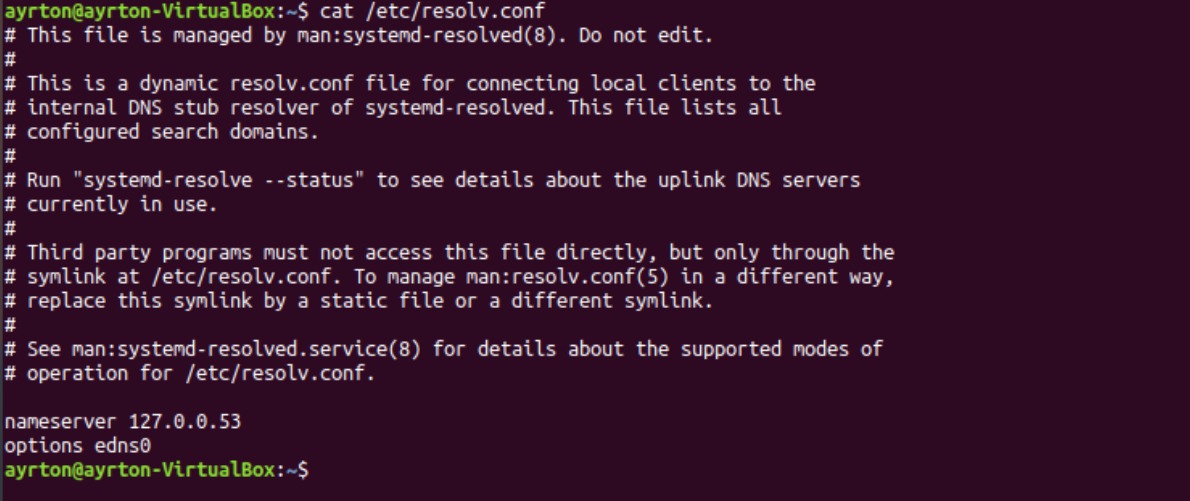 ayrton@ayrton-VirtualBox:~$ cat /etc/resolv.conf
# This file is managed by man:systemd-resolved(8). Do not edit.
#
# This is a dynamic resolv.conf file for connecting local clients to the
# internal DNS stub resolver of systemd-resolved. This file lists all
# configured search domains.
#
# Run "systemd-resolve --status" to see details about the uplink DNS servers
# currently in use.
#
# Third party programs must not access this file directly, but only through the
# symlink at /etc/resolv.conf. To manage man:resolv.conf(5) in a different way,
# replace this symlink by a static file or a different symlink.
#
# See man:systemd-resolved.service(8) for details about the supported modes of
# operation for /etc/resolv.conf.

nameserver 127.0.0.53
options edns0
ayrton@ayrton-VirtualBox:~$